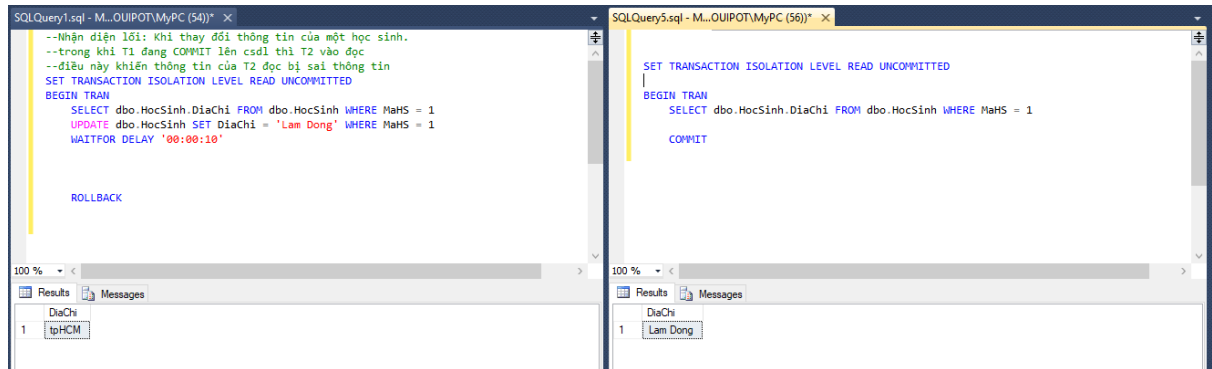 SQLQuery1.sql - M...OUIPOT\MyPC (54))* ×
--Nhận diện lỗi: Khi thay đổi thông tin của một học sinh.
--trong khi T1 đang COMMIT lên csdl thì T2 vào đọc
--điều này khiến thông tin của T2 đọc bị sai thông tin
SET TRANSACTION ISOLATION LEVEL READ UNCOMMITTED
BEGIN TRAN
SELECT dbo.HocSinh.DiaChi FROM dbo.HocSinh WHERE MaHS = 1
UPDATE dbo.HocSinh SET DiaChi = 'Lam Dong' WHERE MaHS = 1
WAITFOR DELAY '00:00:10'
ROLLBACK
100 %
Results Messages
DiaChi
1 tpHCM
SQLQuery5.sql - M...OUIPOT\MyPC (56))* ×
SET TRANSACTION ISOLATION LEVEL READ UNCOMMITTED
BEGIN TRAN
SELECT dbo.HocSinh.DiaChi FROM dbo.HocSinh WHERE MaHS = 1
COMMIT
100 %
Results Messages
DiaChi
1 Lam Dong